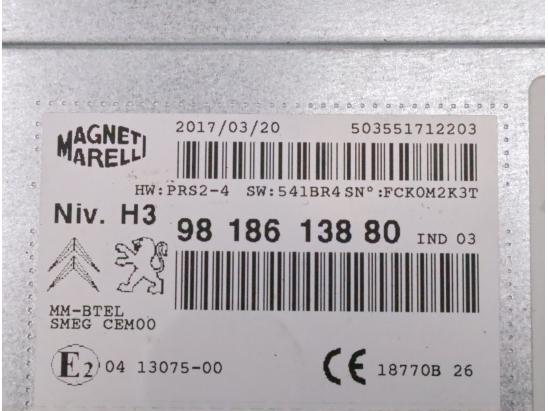 MAGNETI
MARELLI
2017/03/20 503551712203
HW:PRS2-4 SW:541BR4 SN°:FCK0M2K3T
Niv. H3
98 186 138 80 IND 03
MM-BTEL
SMEG CEM00
E2 04 13075-00
CE 18770B 26